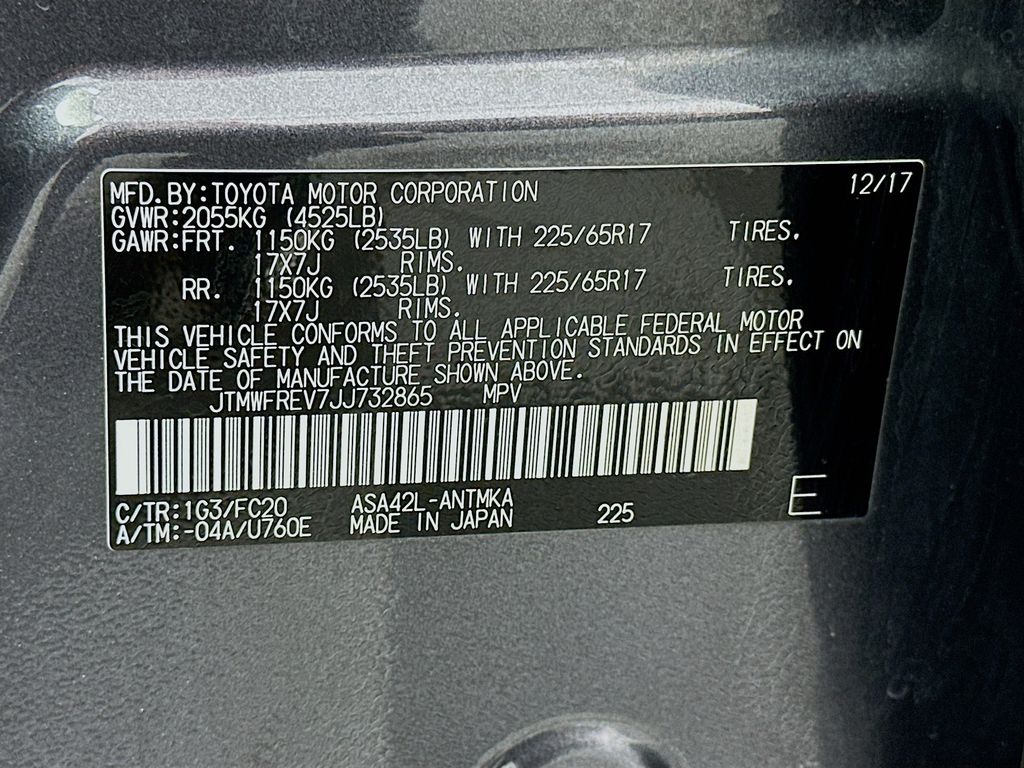 MFD.BY:TOYOTA MOTOR CORPORATION 12/17
GVWR:2055KG (4525LB)
GAWR:FRT. 1150KG (2535LB) WITH 225/65R17 TIRES.
17X7J RIMS.
RR. 1150KG (2535LB) WITH 225/65R17 TIRES.
17X7J RIMS.
THIS VEHICLE CONFORMS TO ALL APPLICABLE FEDERAL MOTOR
VEHICLE SAFETY AND THEFT PREVENTION STANDARDS IN EFFECT ON
THE DATE OF MANUFACTURE SHOWN ABOVE.
JTMWFREV7JJ732865 MPV
C/TR:1G3/FC20 ASA42L-ANTMKA
A/TM:-04A/U760E MADE IN JAPAN 225 E